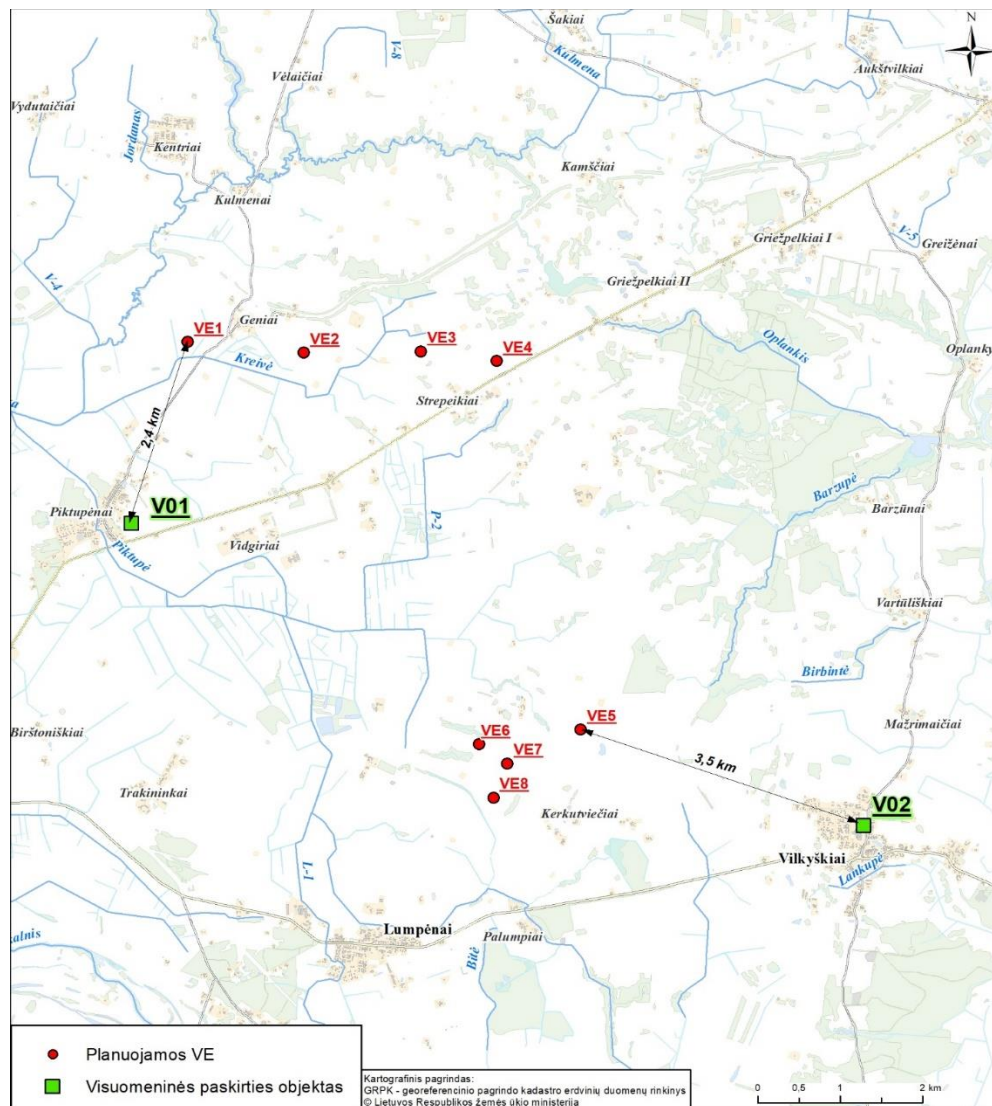 Šakiai
N
V-8
Kulmena
Aukštvilkiai
Vėlaičiai
Vydutaičiai
Jordanas
Kentriai
Kamščiai
Kulmenai
Griežpelkiai I
V-5
Greižėnai
V-4
Griežpelkiai II
Geniai
VE1
VE2
VE3
VE4
Kreivė
Oplankis
Oplanky
Strepeikiai
2,4 km
Barzupė
Barzūnai
Piktupėnai
V01
P-2
Vidgiriai
Piktupė
Vartūliškiai
Birbintė
Mažrimaičiai
Birštoniškiai
VE5
VE6
VE7
3,5 km
Trakininkai
VE8
Kerkutviečiai
V02
Vilkyškiai
Lankupė
L-1
Lumpėnai
Palumpiai
alnis
Bitė
Planuojamos VE
Visuomeninės paskirties objektas
Kartografinis pagrindas:
GRPK - georeferencinio pagrindo kadastro erdvinių duomenų rinkinys
© Lietuvos Respublikos žemės ūkio ministerija
0 0,5 1 2 km